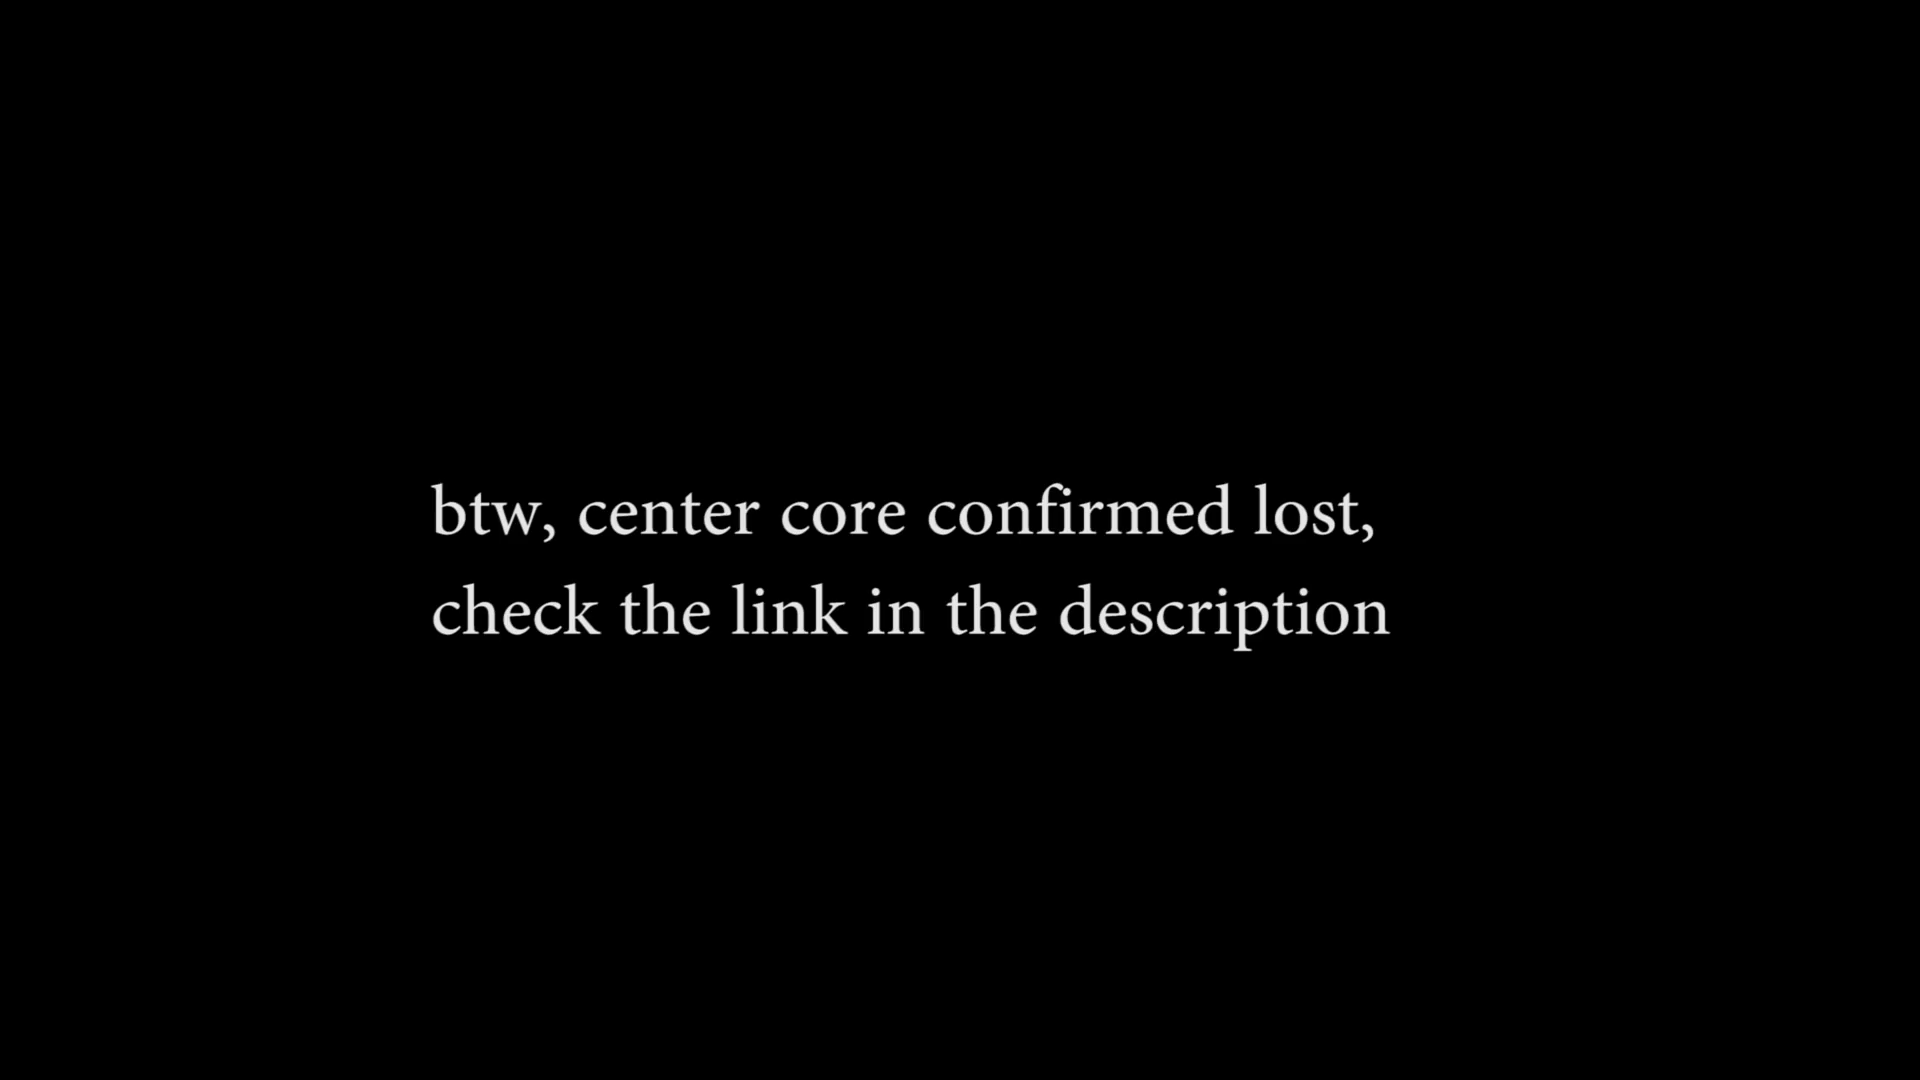 btw, center core confirmed lost,
check the link in the description